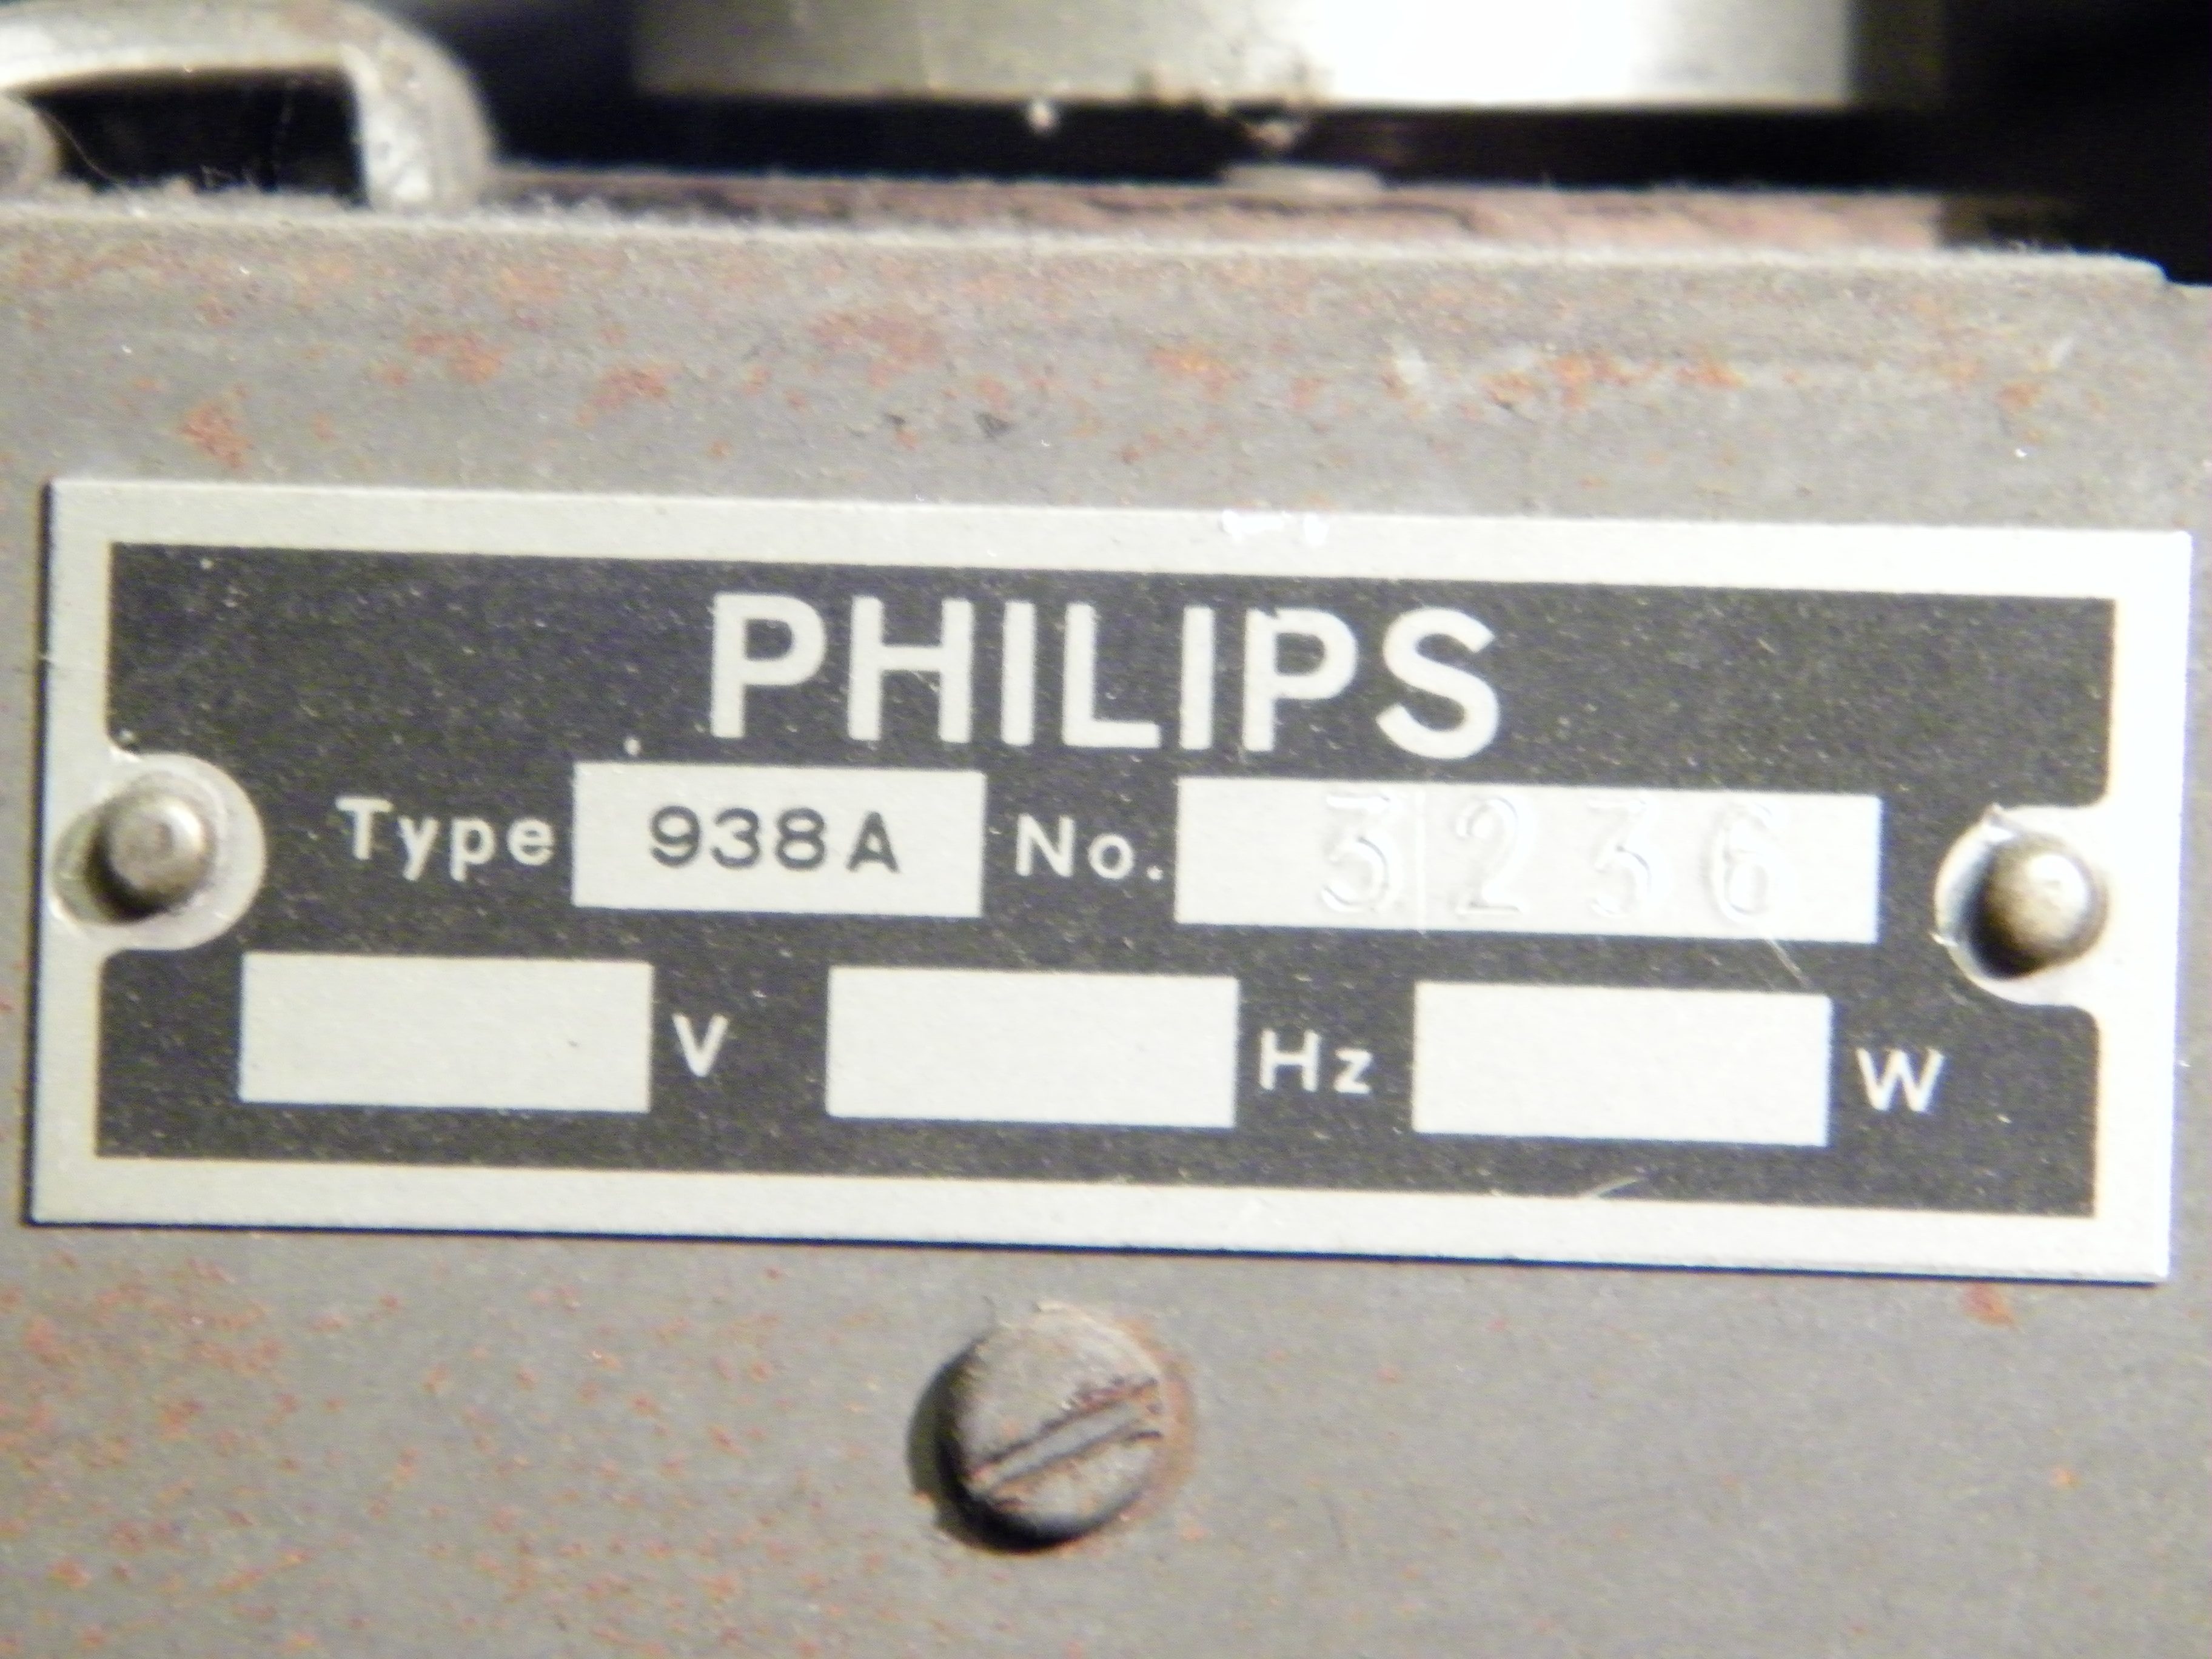 PHILIPS
Type 938A No. 3236
V Hz W